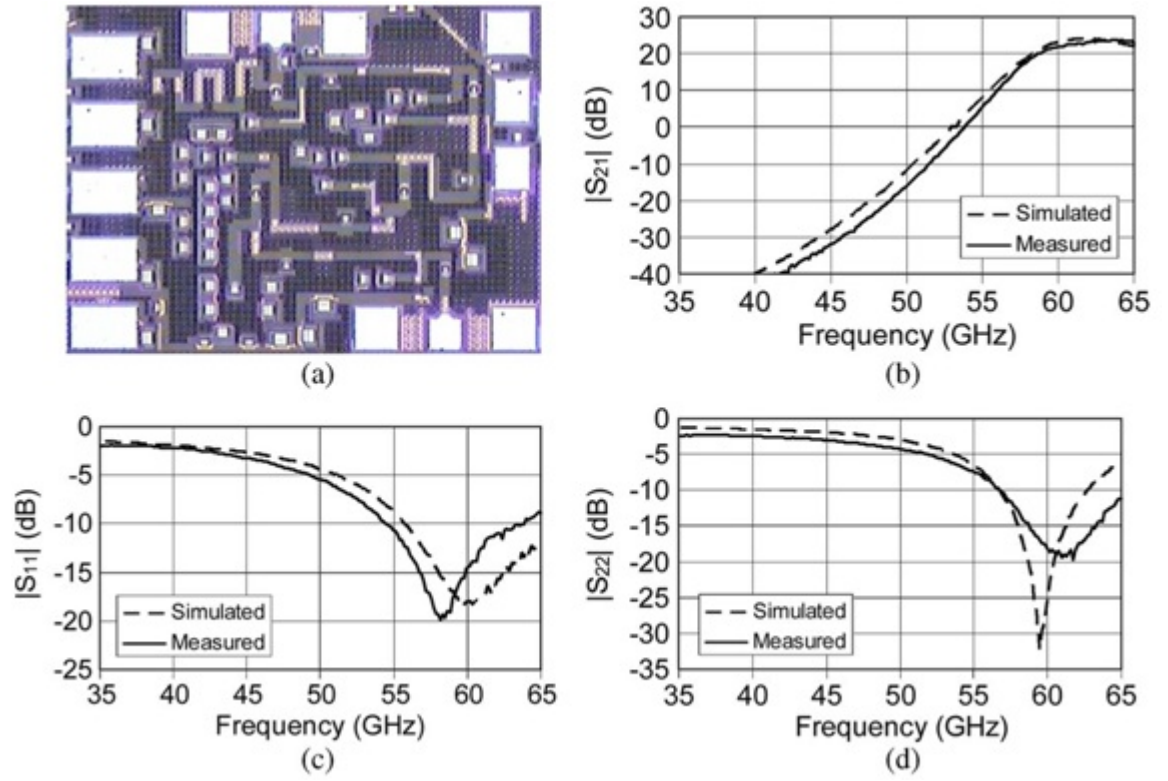 (a)
30
20
10
0
-10
-20
-30
-40
|S21| (dB)
Simulated
Measured
35 40 45 50 55 60 65
Frequency (GHz)
(b)
0
-5
-10
-15
-20
-25
|S11| (dB)
Simulated
Measured
35 40 45 50 55 60 65
Frequency (GHz)
(c)
0
-5
-10
-15
-20
-25
-30
-35
|S22| (dB)
Simulated
Measured
35 40 45 50 55 60 65
Frequency (GHz)
(d)